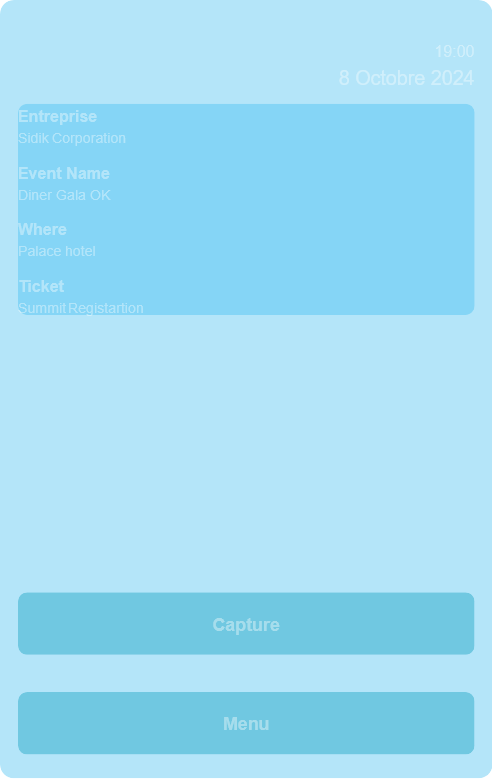 19:00
8 Octobre 2024
Entreprise
Sidik Corporation
Event Name
Diner Gala OK
Where
Palace hotel
Ticket
Summit Registartion
Capture
Menu